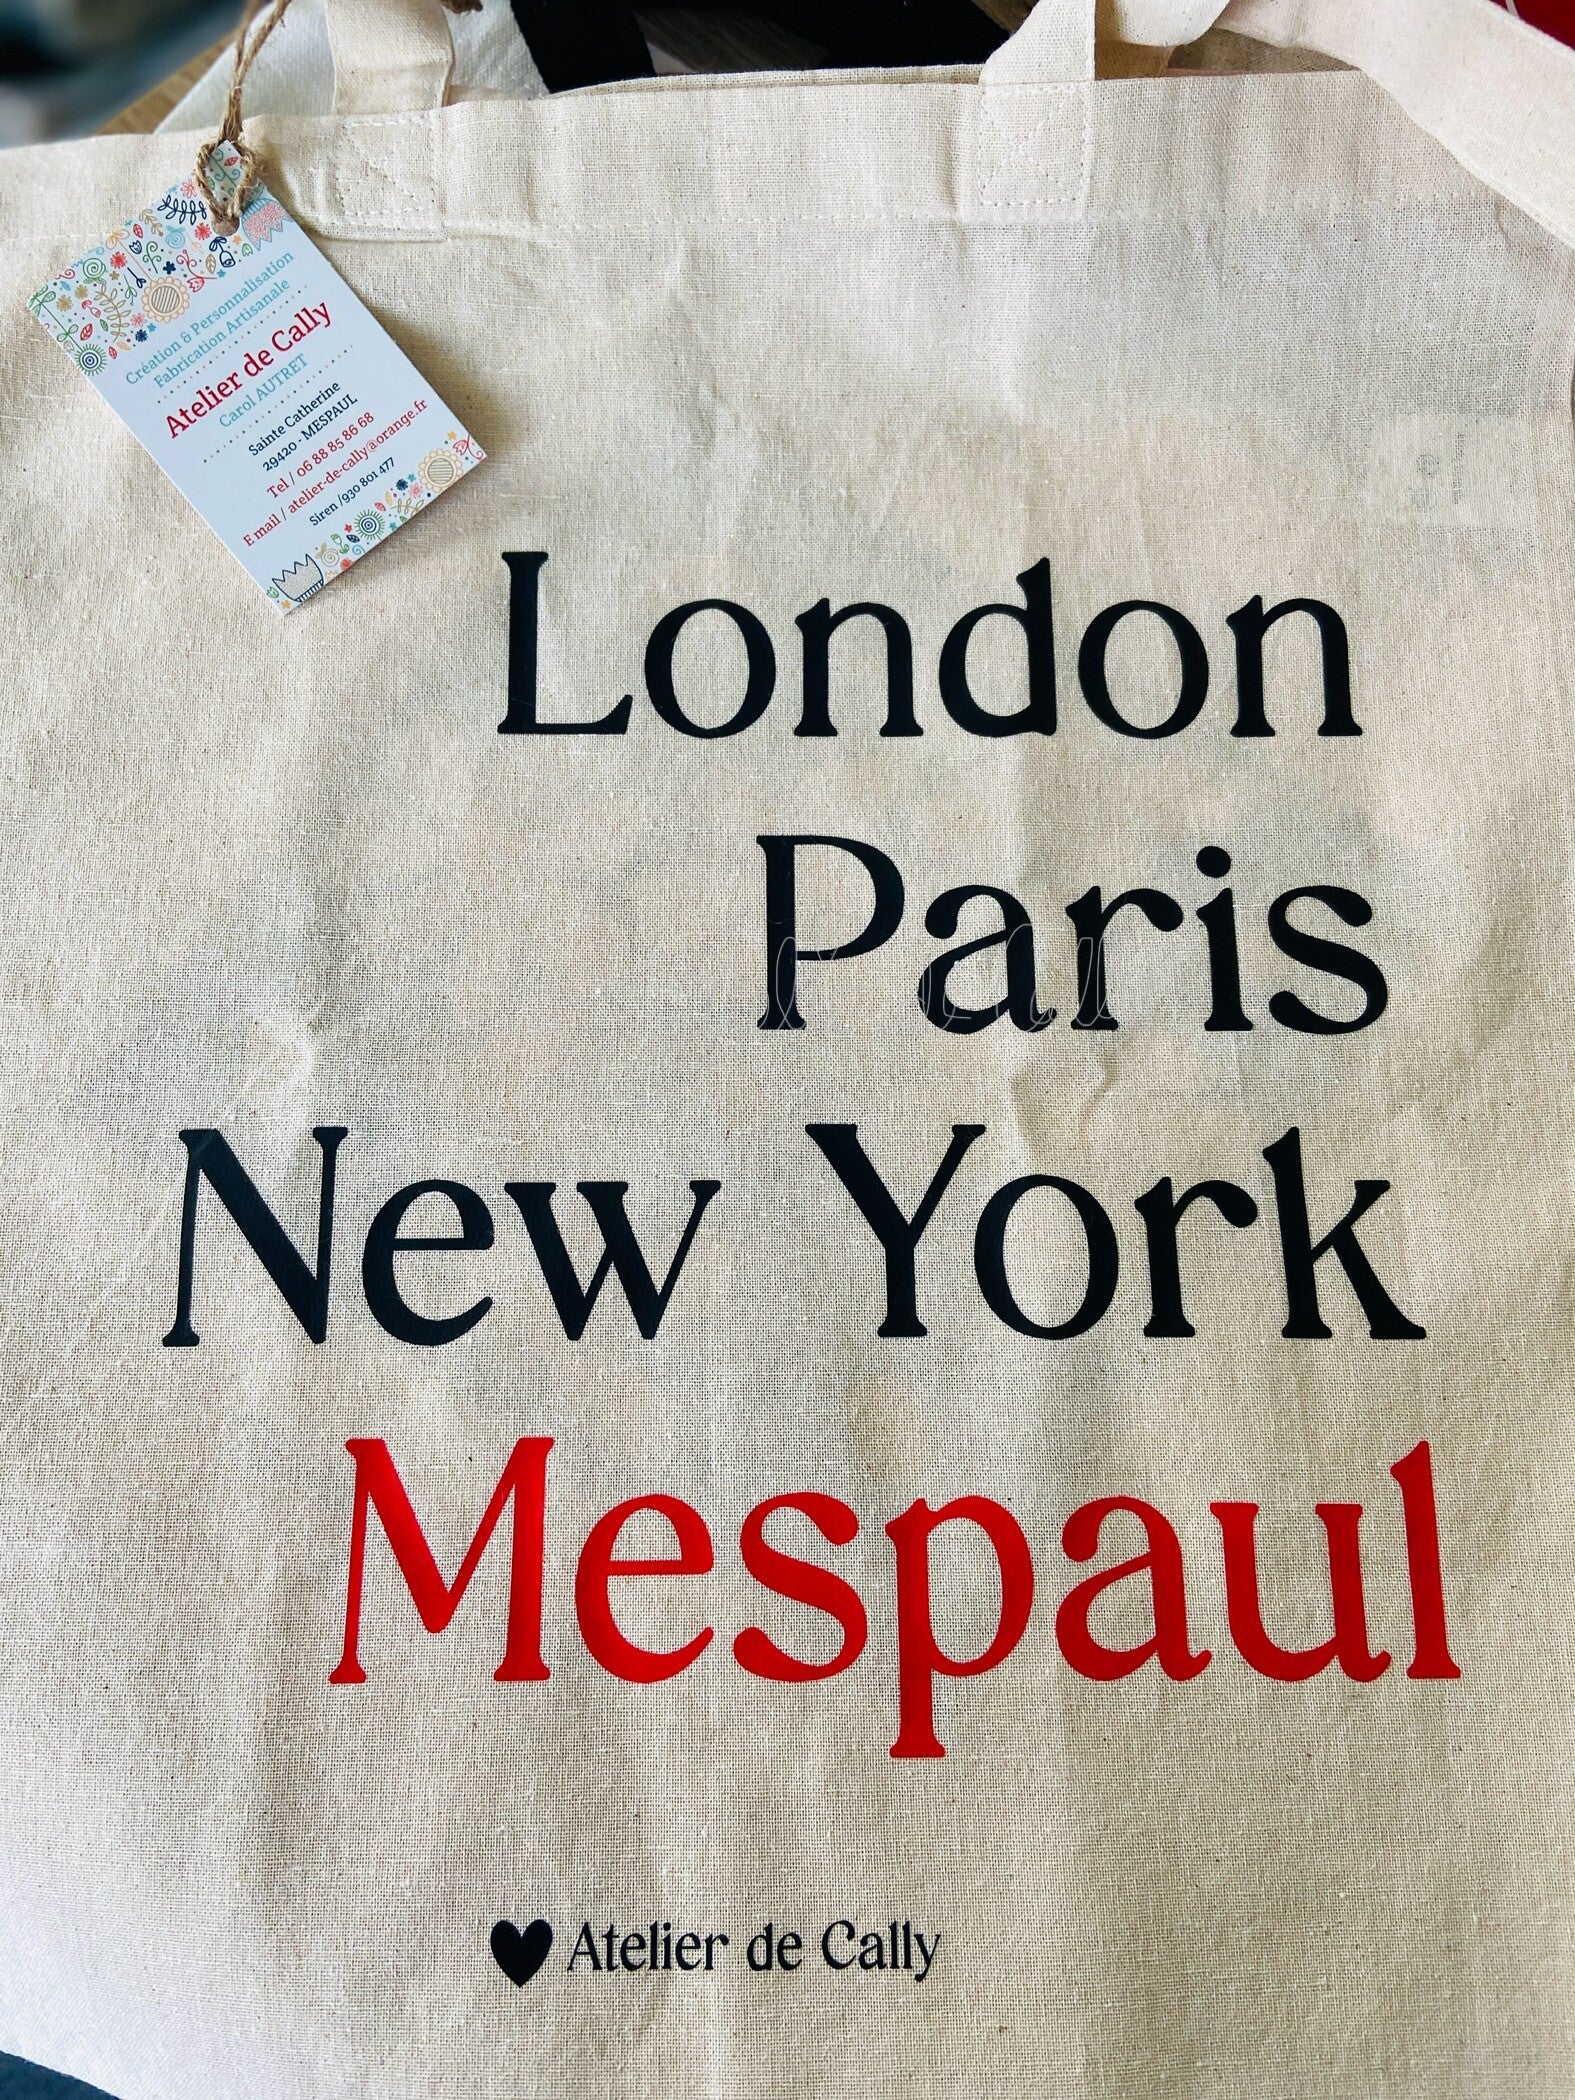 Création & Personnalisation
Fabrication Artisanale
Atelier de Cally
Carol AUTRET
Sainte Catherine
29420 - MESPAUL
Tel / 06 88 85 86 68
E mail / atelier-de-cally@orange.fr
Siren /930 801 477
London
Paris
New York
Mespaul
♥ Atelier de Cally